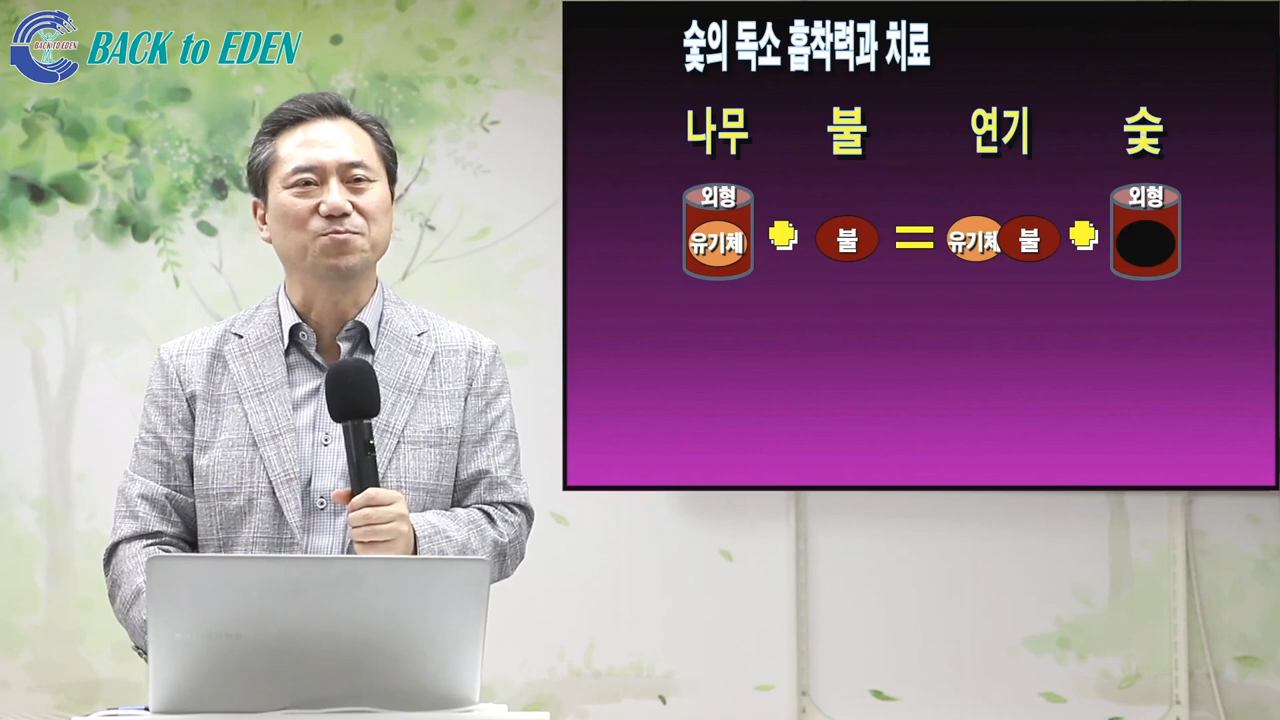 BACK TO EDEN
BACK to EDEN
숯의 독소 흡착력과 치료
나무 불 연기 숯
외형 외형
유기체 + 불 = 유기체 불 +